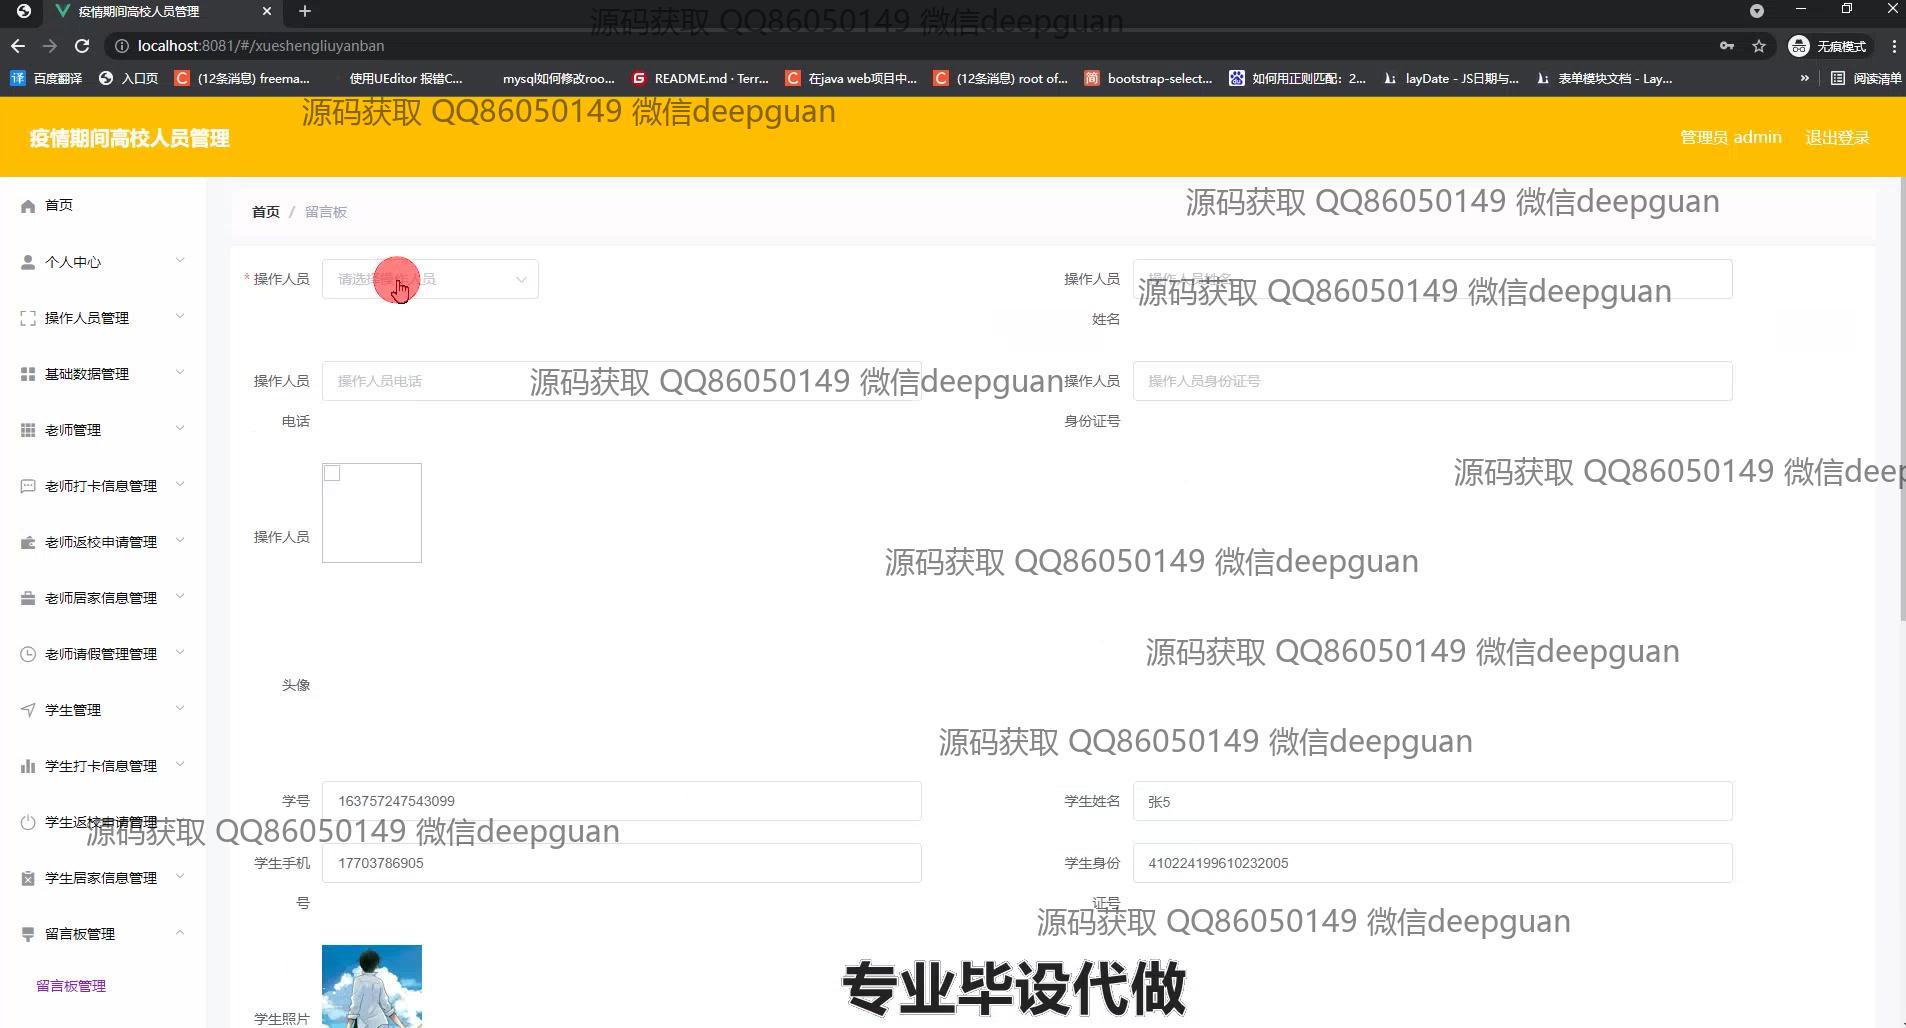 疫情期间高校人员管理
源码获取 QQ86050149 微信deepguan
localhost:8081/#/xueshengliuyanban
无痕模式
百度翻译
入口页
(12条消息) freema...
使用UEditor 报错C...
mysql如何修改roo...
README.md · Terr...
在java web项目中...
(12条消息) root of...
bootstrap-select...
如何用正则匹配：2...
layDate - JS日期与...
表单模块文档 - Lay...
»
阅读清单
源码获取 QQ86050149 微信deepguan
疫情期间高校人员管理
管理员 admin
退出登录
首页
个人中心
操作人员管理
基础数据管理
老师管理
老师打卡信息管理
老师返校申请管理
老师居家信息管理
老师请假管理管理
学生管理
学生打卡信息管理
学生返校申请管理
学生居家信息管理
留言板管理
留言板管理
首页 / 留言板
源码获取 QQ86050149 微信deepguan
* 操作人员
请选择操作人员
操作人员
姓名
操作人员姓名
源码获取 QQ86050149 微信deepguan
操作人员
电话
操作人员电话
源码获取 QQ86050149 微信deepguan
操作人员
身份证号
操作人员身份证号
源码获取 QQ86050149 微信deep
操作人员
头像
源码获取 QQ86050149 微信deepguan
源码获取 QQ86050149 微信deepguan
源码获取 QQ86050149 微信deepguan
学号
163757247543099
学生姓名
张5
源码获取 QQ86050149 微信deepguan
学生手机
号
17703786905
学生身份
证号
410224199610232005
源码获取 QQ86050149 微信deepguan
学生照片
专业毕设代做